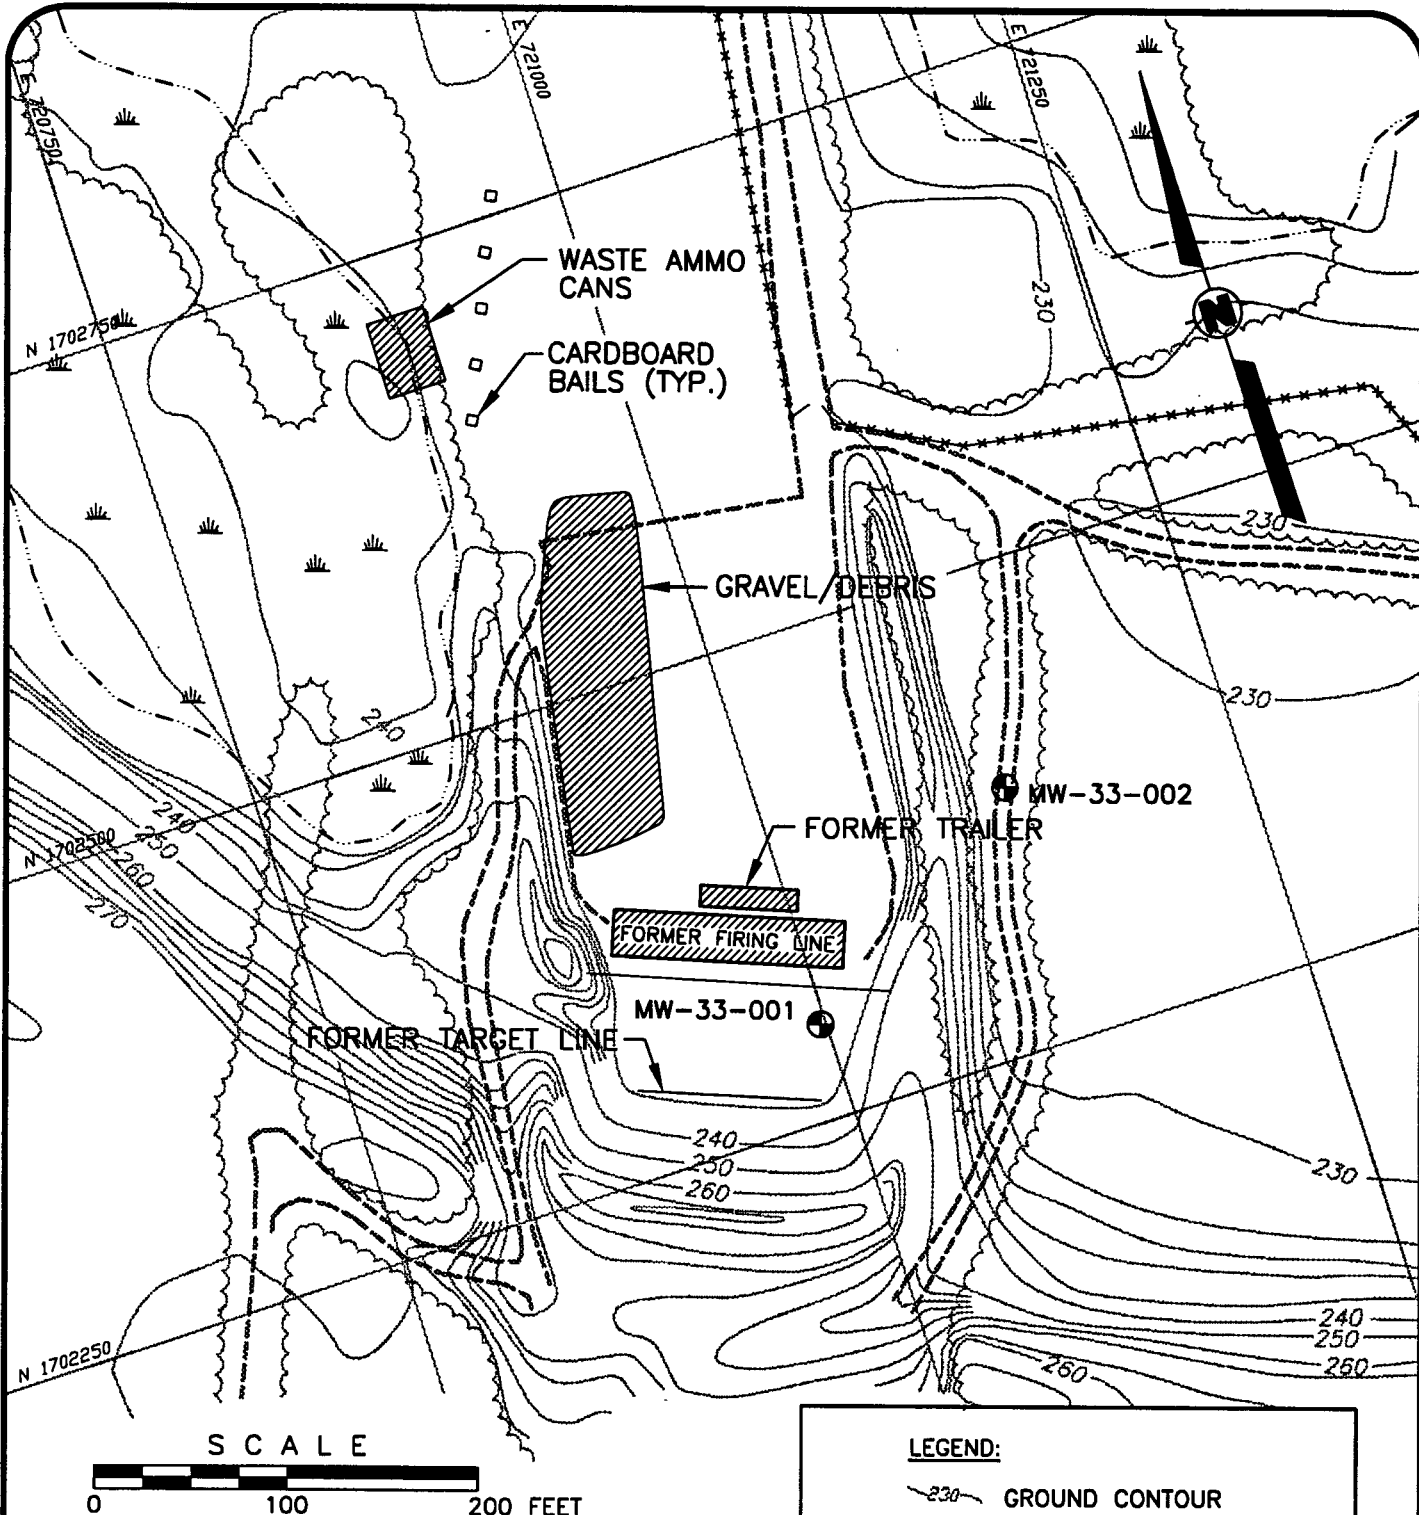 E 720750
E 721000
E 721250
WASTE AMMO
CANS
N 1702750
230
N
CARDBOARD
BAILS (TYP.)
230
GRAVEL/DEBRIS
230
240
MW-33-002
240
FORMER TRAILER
N 1702500
250
260
270
FORMER FIRING LINE
MW-33-001
FORMER TARGET LINE
240
250
260
230
240
250
260
260
N 1702250
SCALE
0 100 200 FEET
LEGEND:
230 GROUND CONTOUR